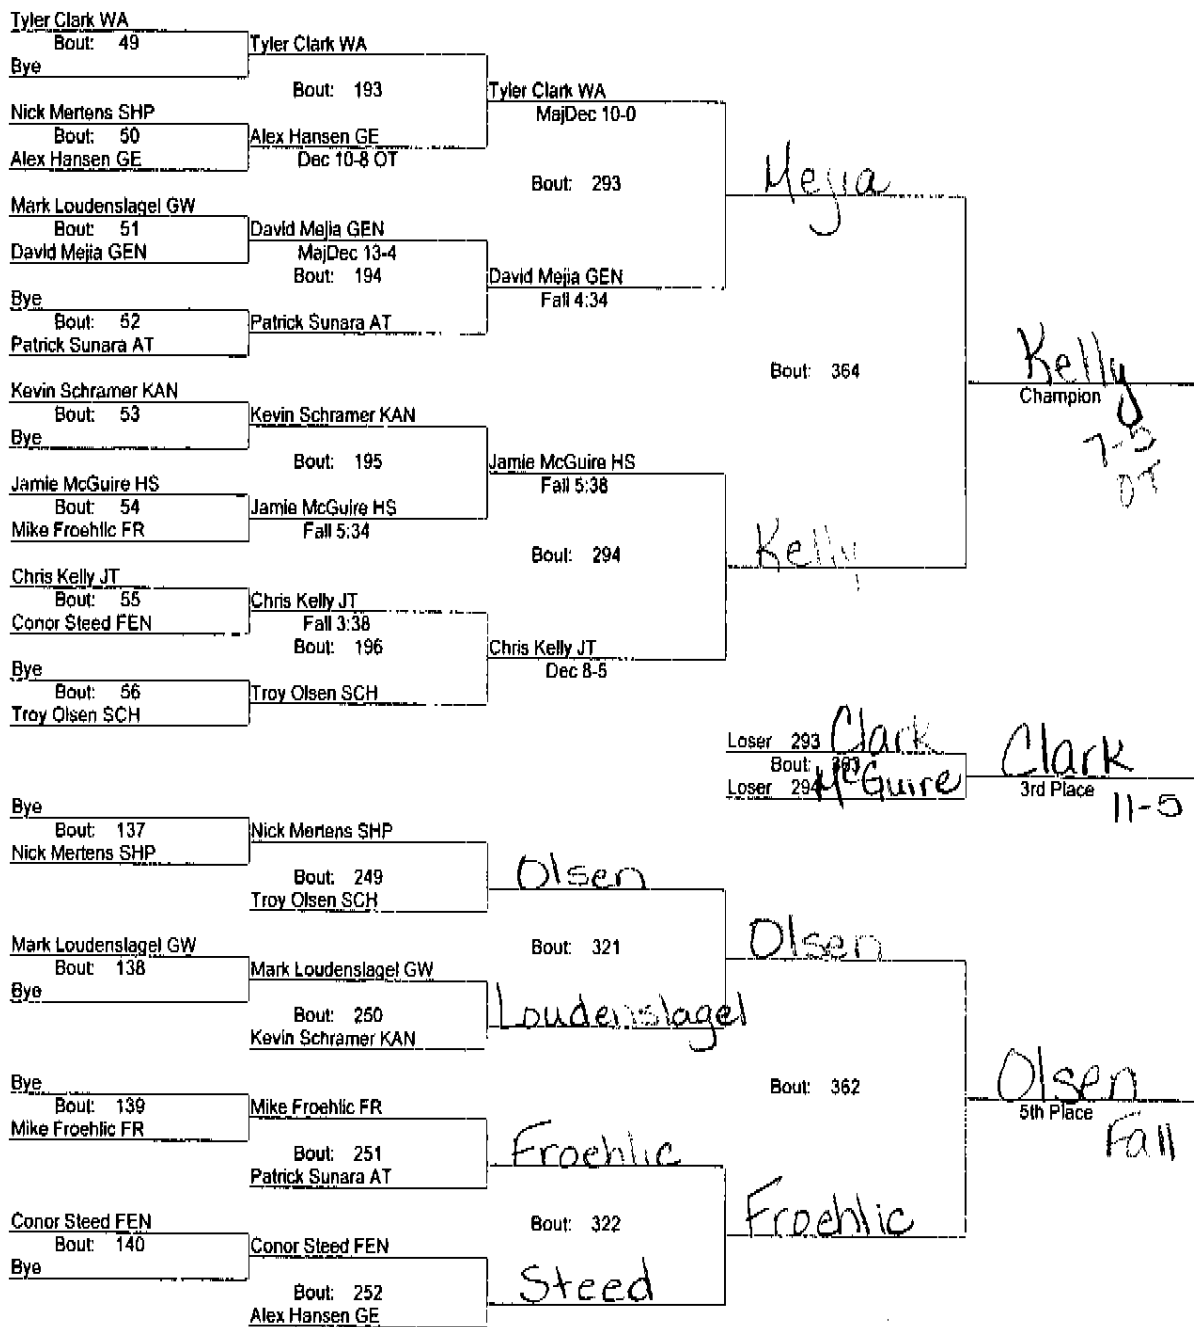 Tyler Clark WA
Bout: 49
Bye
Tyler Clark WA
Bout: 193
Nick Mertens SHP
Bout: 50
Alex Hansen GE
Alex Hansen GE
Dec 10-8 OT
Tyler Clark WA
MajDec 10-0
Bout: 293
Mark Loudenslagel GW
Bout: 51
David Mejia GEN
David Mejia GEN
MajDec 13-4
Bout: 194
Bye
Bout: 52
Patrick Sunara AT
Patrick Sunara AT
David Mejia GEN
Fall 4:34
Mejia
Bout: 364
Kevin Schramer KAN
Bout: 53
Bye
Kevin Schramer KAN
Bout: 195
Jamie McGuire HS
Bout: 54
Mike Froehlic FR
Jamie McGuire HS
Fall 5:34
Jamie McGuire HS
Fall 5:38
Bout: 294
Chris Kelly JT
Bout: 55
Conor Steed FEN
Chris Kelly JT
Fall 3:38
Bout: 196
Bye
Bout: 56
Troy Olsen SCH
Troy Olsen SCH
Chris Kelly JT
Dec 8-5
Kelly
Kelly
Champion
7-5
OT
Loser 293 Clark
Bout: 363
Loser 294 McGuire
Clark
3rd Place
11-5
Bye
Bout: 137
Nick Mertens SHP
Nick Mertens SHP
Bout: 249
Troy Olsen SCH
Olsen
Bout: 321
Mark Loudenslagel GW
Bout: 138
Bye
Mark Loudenslagel GW
Bout: 250
Kevin Schramer KAN
Loudenslagel
Olsen
Bout: 362
Bye
Bout: 139
Mike Froehlic FR
Mike Froehlic FR
Bout: 251
Patrick Sunara AT
Froehlic
Bout: 322
Conor Steed FEN
Bout: 140
Bye
Conor Steed FEN
Bout: 252
Alex Hansen GE
Steed
Froehlic
Olsen
5th Place
Fall